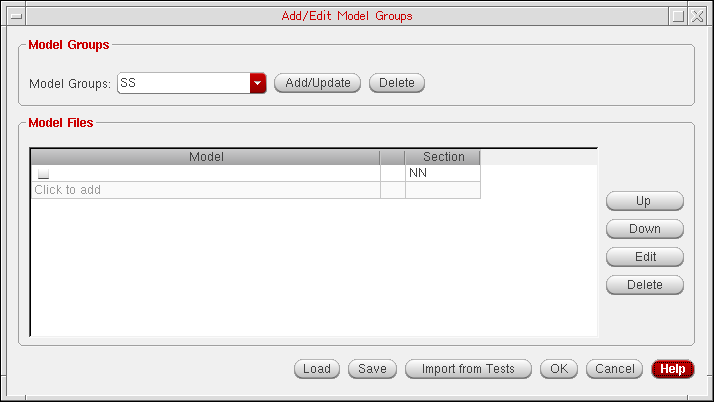 Add/Edit Model Groups
Model Groups
Model Groups: SS Add/Update Delete
Model Files
Model Section
NN
Click to add
Up
Down
Edit
Delete
Load Save Import from Tests OK Cancel Help